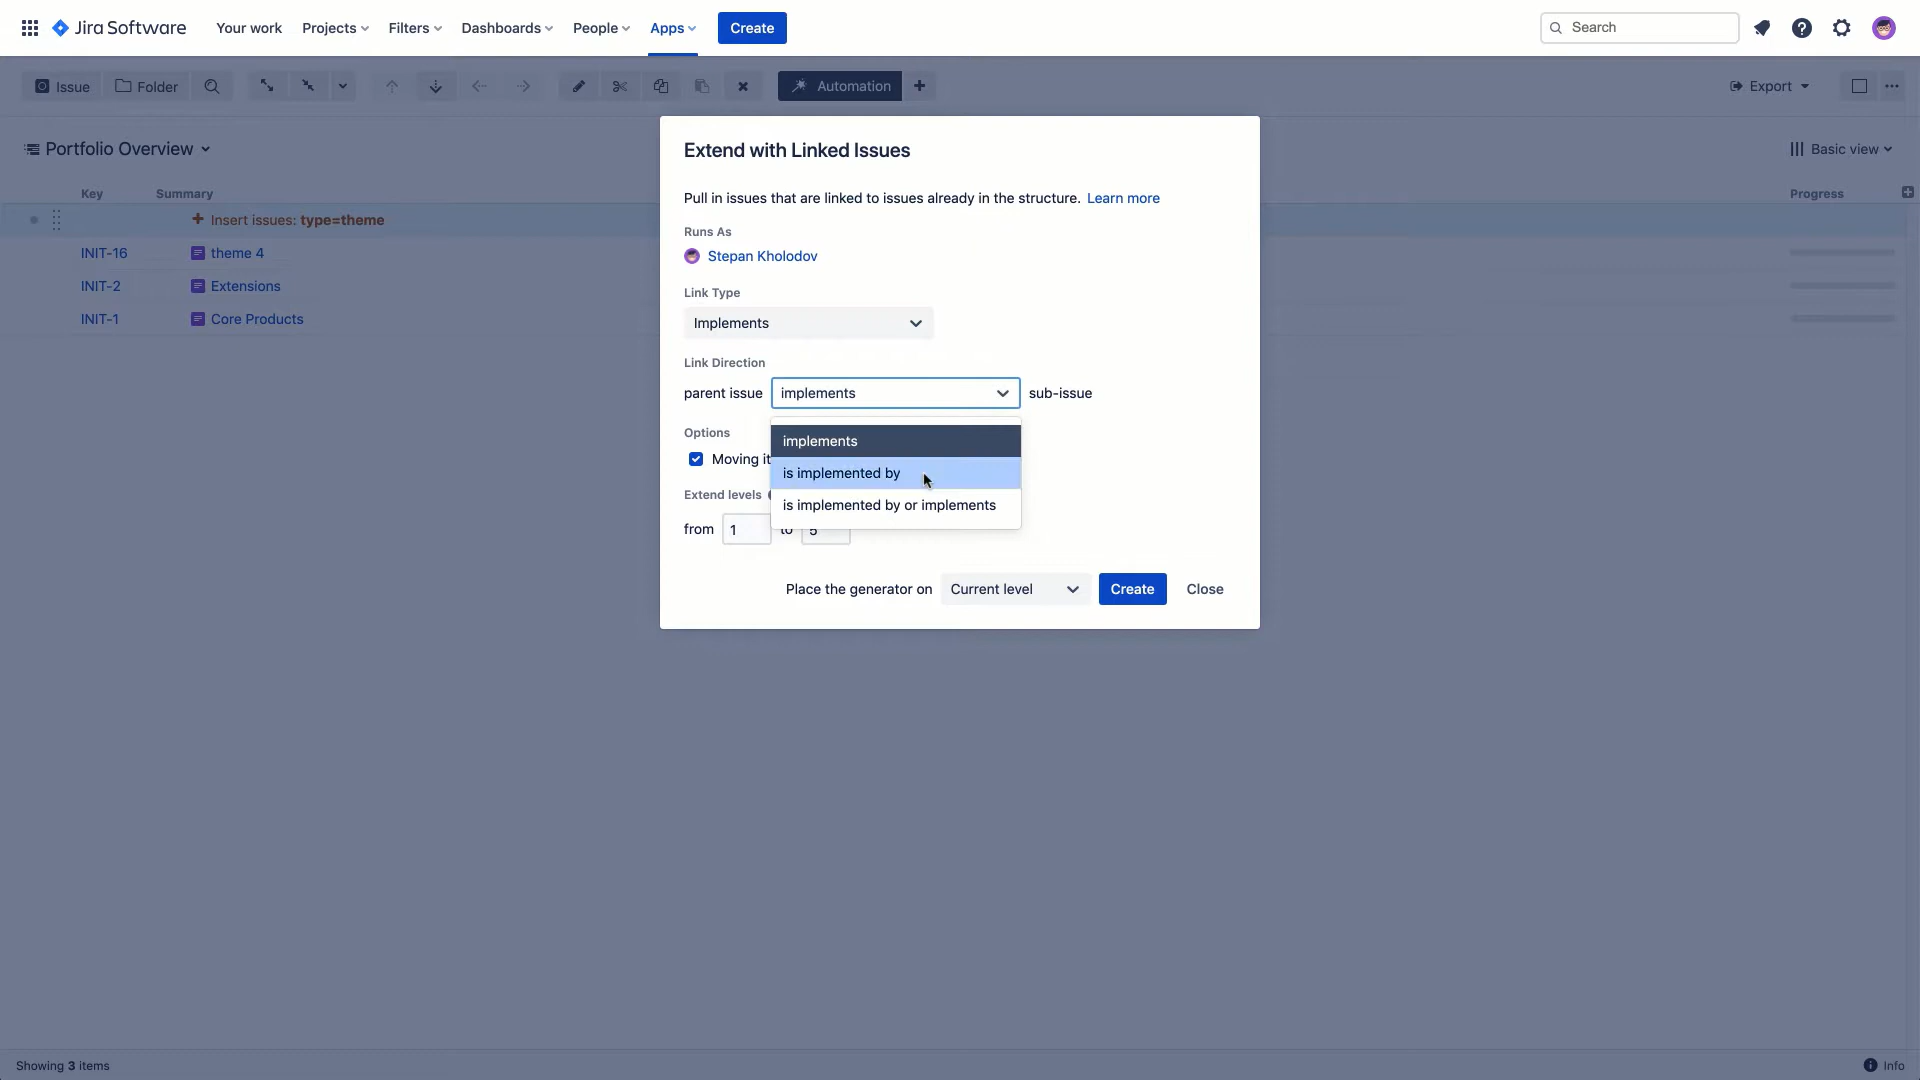 Jira Software Your work Projects Filters Dashboards People Apps Create Search
Issue Folder Automation Export
Portfolio Overview Basic view
Key Summary Progress
Insert issues: type=theme
INIT-16 theme 4
INIT-2 Extensions
INIT-1 Core Products
Extend with Linked Issues
Pull in issues that are linked to issues already in the structure. Learn more
Runs As
Stepan Kholodov
Link Type
Implements
Link Direction
parent issue implements sub-issue
implements
is implemented by
is implemented by or implements
Options
Moving
Extend levels
from 1 to 5
Place the generator on Current level Create Close
Showing 3 items Info